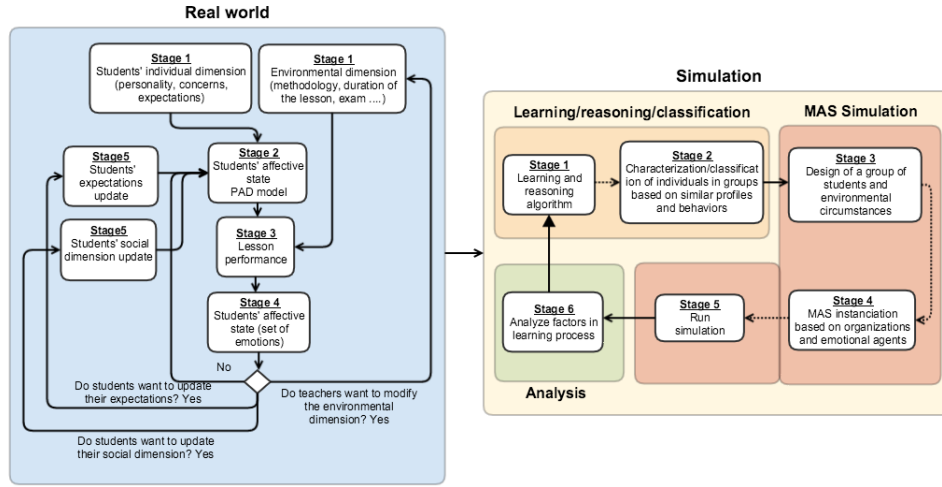 Real world
Stage 1
Students' individual dimension
(personality, concerns,
expectations)
Stage 1
Environmental dimension
(methodology, duration of
the lesson, exam ....)
Stage5
Students'
expectations
update
Stage 2
Students' affective
state
PAD model
Stage5
Students' social
dimension update
Stage 3
Lesson
performance
Stage 4
Students' affective
state (set of
emotions)
No
Do students want to update
their expectations? Yes
Do teachers want to modify
the environmental
dimension? Yes
Do students want to update
their social dimension? Yes
Simulation
Learning/reasoning/classification
MAS Simulation
Stage 1
Learning and
reasoning
algorithm
Stage 2
Characterization/classificat
ion of individuals in groups
based on similar profiles
and behaviors
Stage 3
Design of a group of
students and
environmental
circumstances
Stage 6
Analyze factors in
learning process
Stage 5
Run
simulation
Stage 4
MAS instanciation
based on organizations
and emotional agents
Analysis